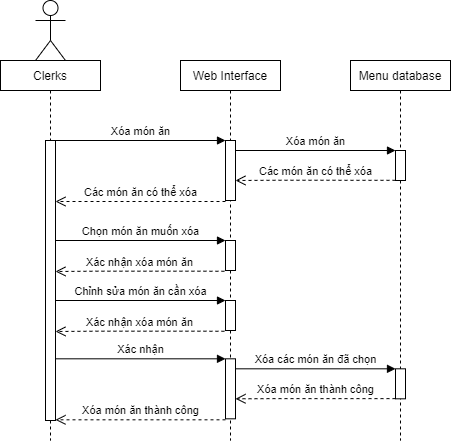 Clerks
Web Interface
Menu database
Xóa món ăn
Xóa món ăn
Các món ăn có thể xóa
Các món ăn có thể xóa
Chọn món ăn muốn xóa
Xác nhận xóa món ăn
Chỉnh sửa món ăn cần xóa
Xác nhận xóa món ăn
Xác nhận
Xóa các món ăn đã chọn
Xóa món ăn thành công
Xóa món ăn thành công